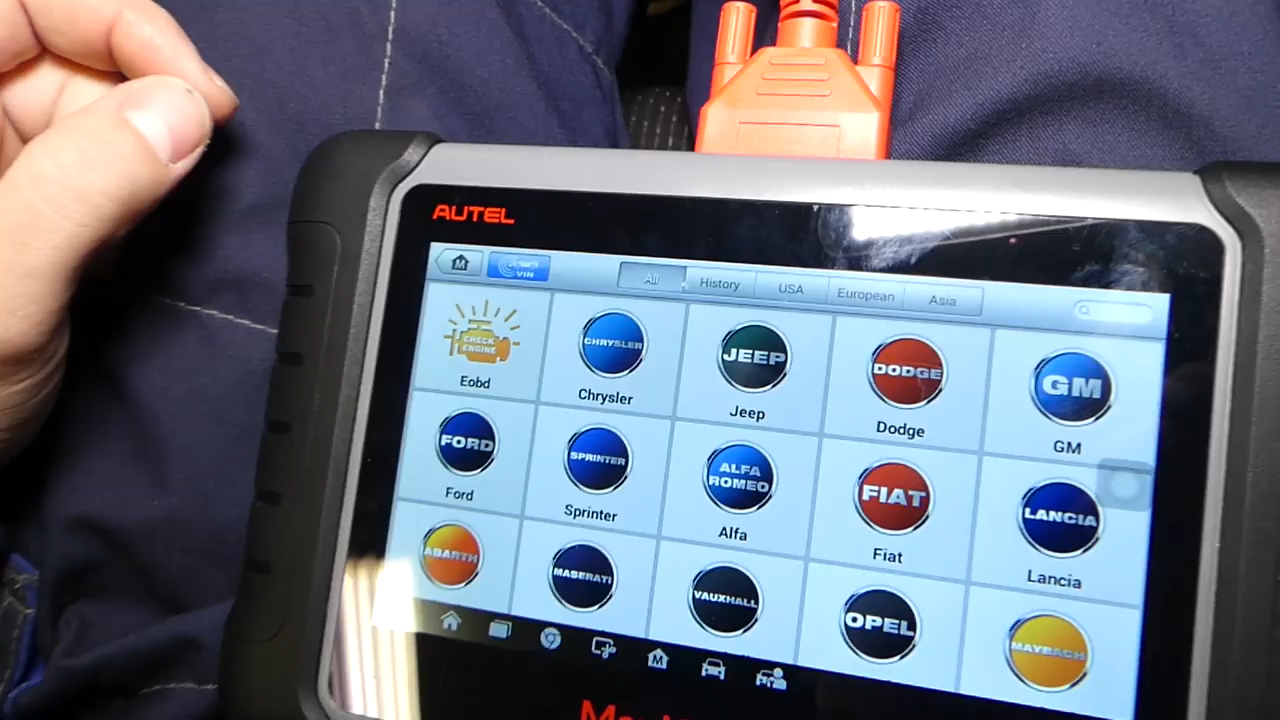 AUTEL
VIN
All
History
USA
European
Asia
CHECK
ENGINE
Eobd
CHRYSLER
Chrysler
JEEP
Jeep
DODGE
Dodge
GM
GM
FORD
Ford
SPRINTER
Sprinter
ALFA
ROMEO
Alfa
FIAT
Fiat
LANCIA
Lancia
ABARTH
MASERATI
VAUXHALL
OPEL
MAYBACH